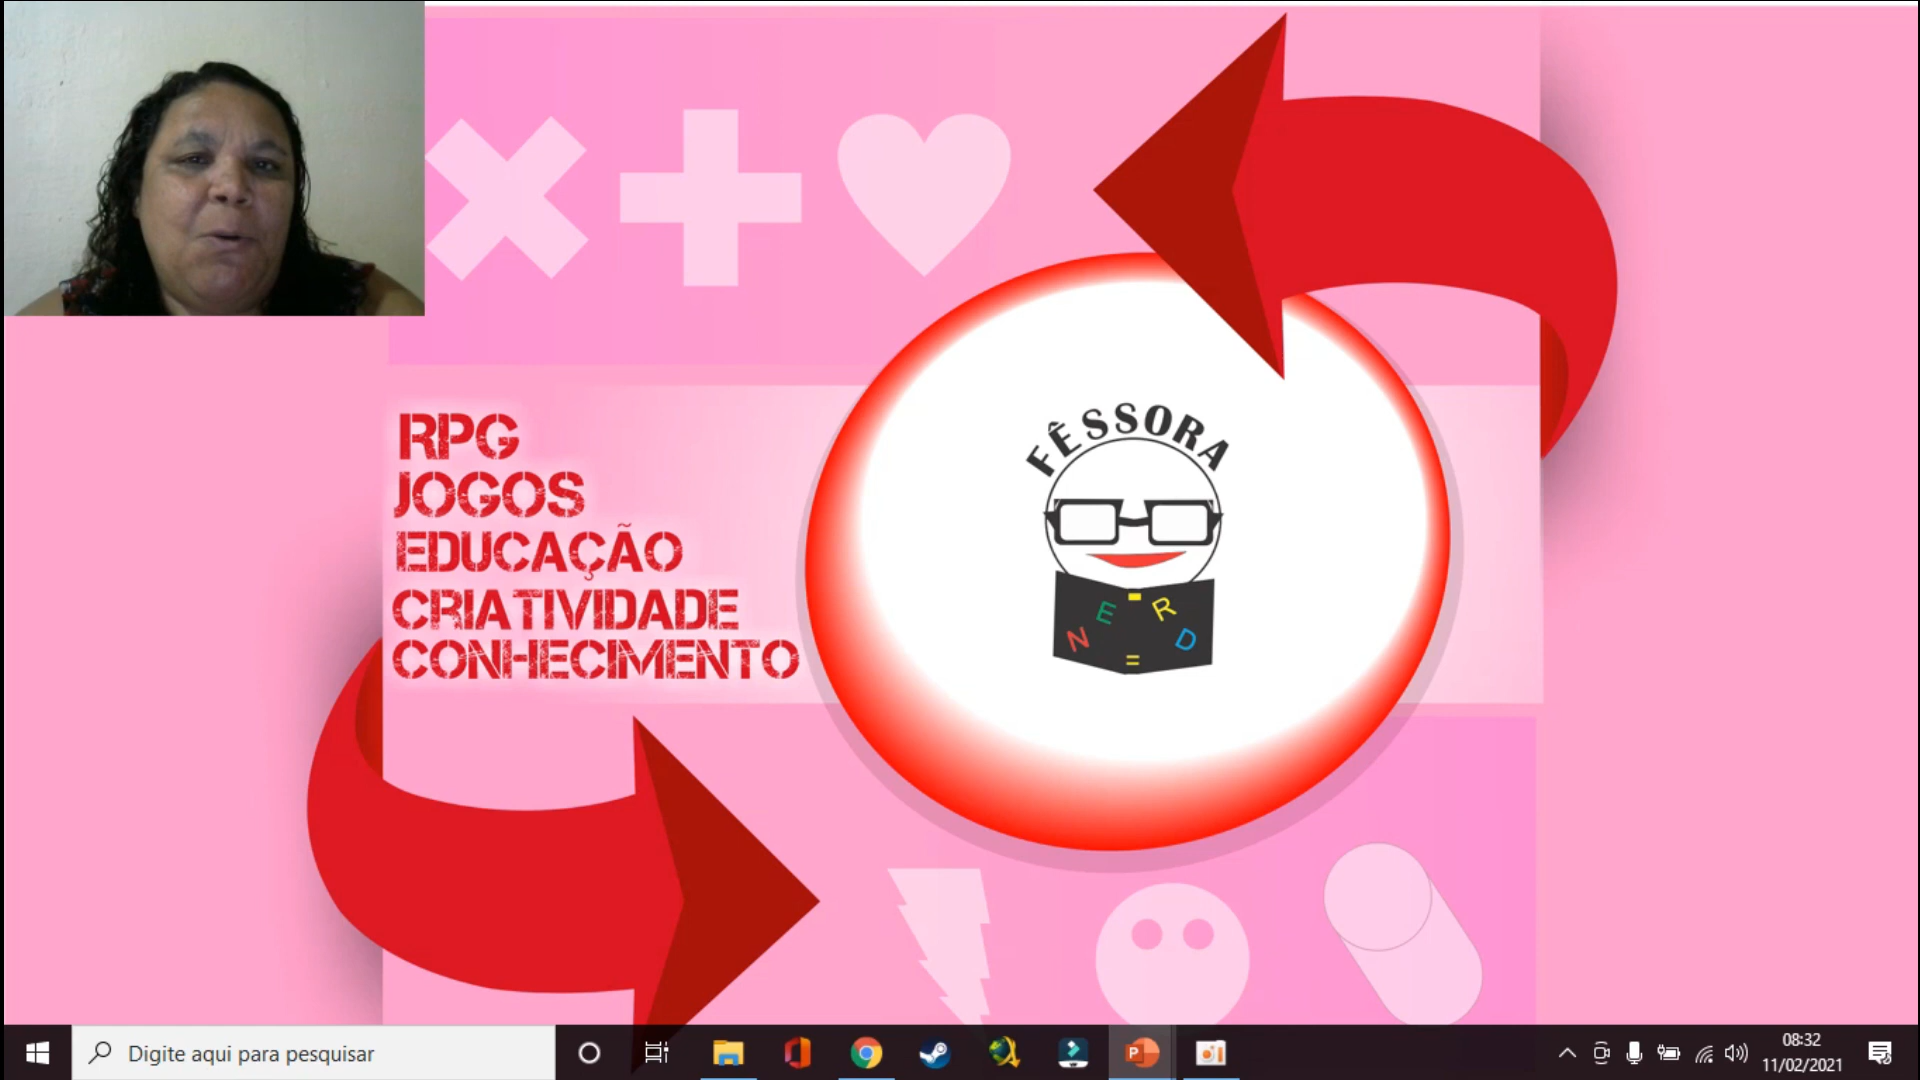 RPG
JOGOS
EDUCAÇÃO
CRIATIVIDADE
CONHECIMENTO
FÊSSORA
NERD
Digite aqui para pesquisar
08:32
11/02/2021